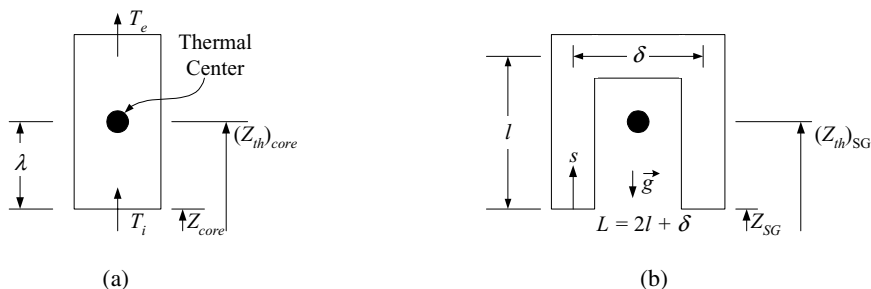 T_e
Thermal
Center
λ
(Z_th)_core
T_i
Z_core
(a)
δ
l
s
g⃗
(Z_th)_SG
L = 2l + δ
Z_SG
(b)